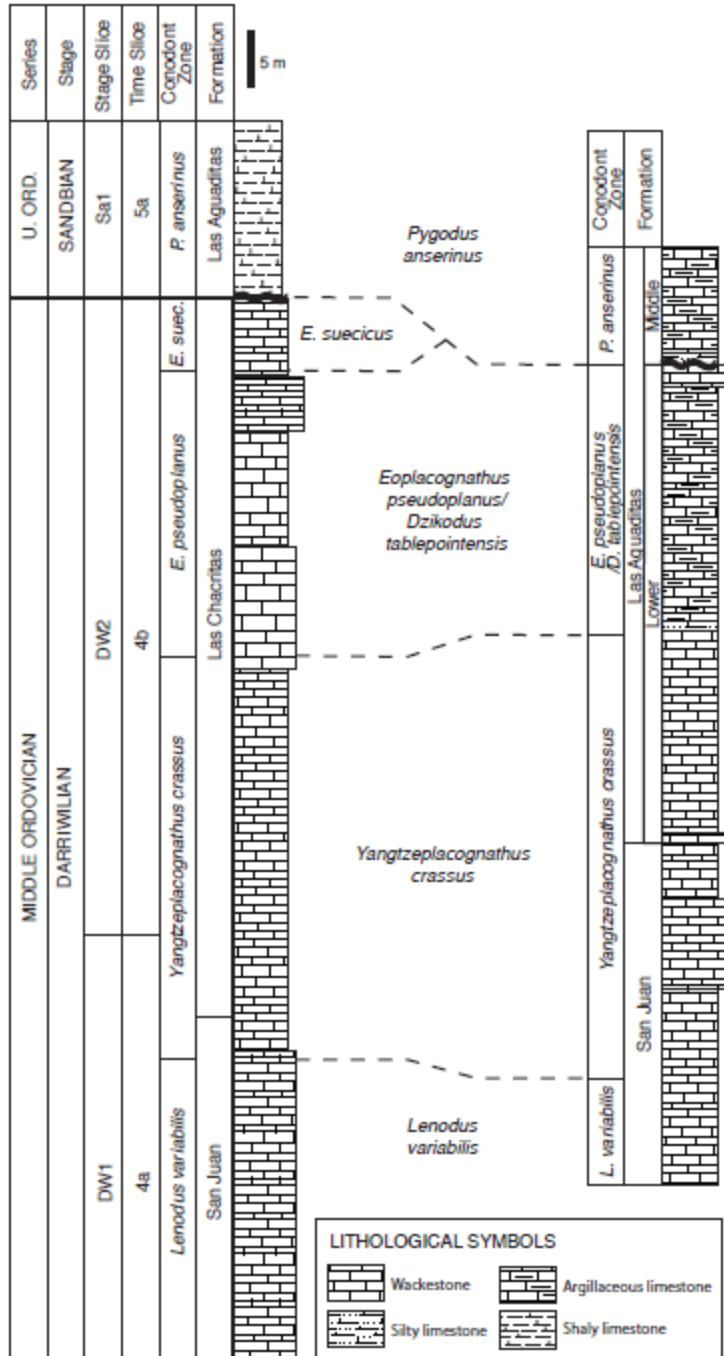 Series
Stage
Stage Slice
Time Slice
Conodont
Zone
Formation
5 m
U. ORD.
SANDBIAN
Sa1
5a
P. anserinus
Las Aguaditas
MIDDLE ORDOVICIAN
DARRIWILIAN
DW2
DW1
4b
4a
E. suec.
E. pseudoplanus
Yangtzeplacognathus crassus
Lenodus variabilis
Las Chacritas
San Juan
Pygodus
anserinus
E. suecicus
Eoplacognathus
pseudoplanus/
Dzikodus
tablepointensis
Yangtzeplacognathus
crassus
Lenodus
variabilis
Conodont
Zone
Formation
P. anserinus
E. pseudoplanus
/D. tablepointensis
Yangtzeplacognathus crassus
L. variabilis
Middle
Las Aguaditas
Lower
San Juan
LITHOLOGICAL SYMBOLS
Wackestone
Argillaceous limestone
Silty limestone
Shaly limestone